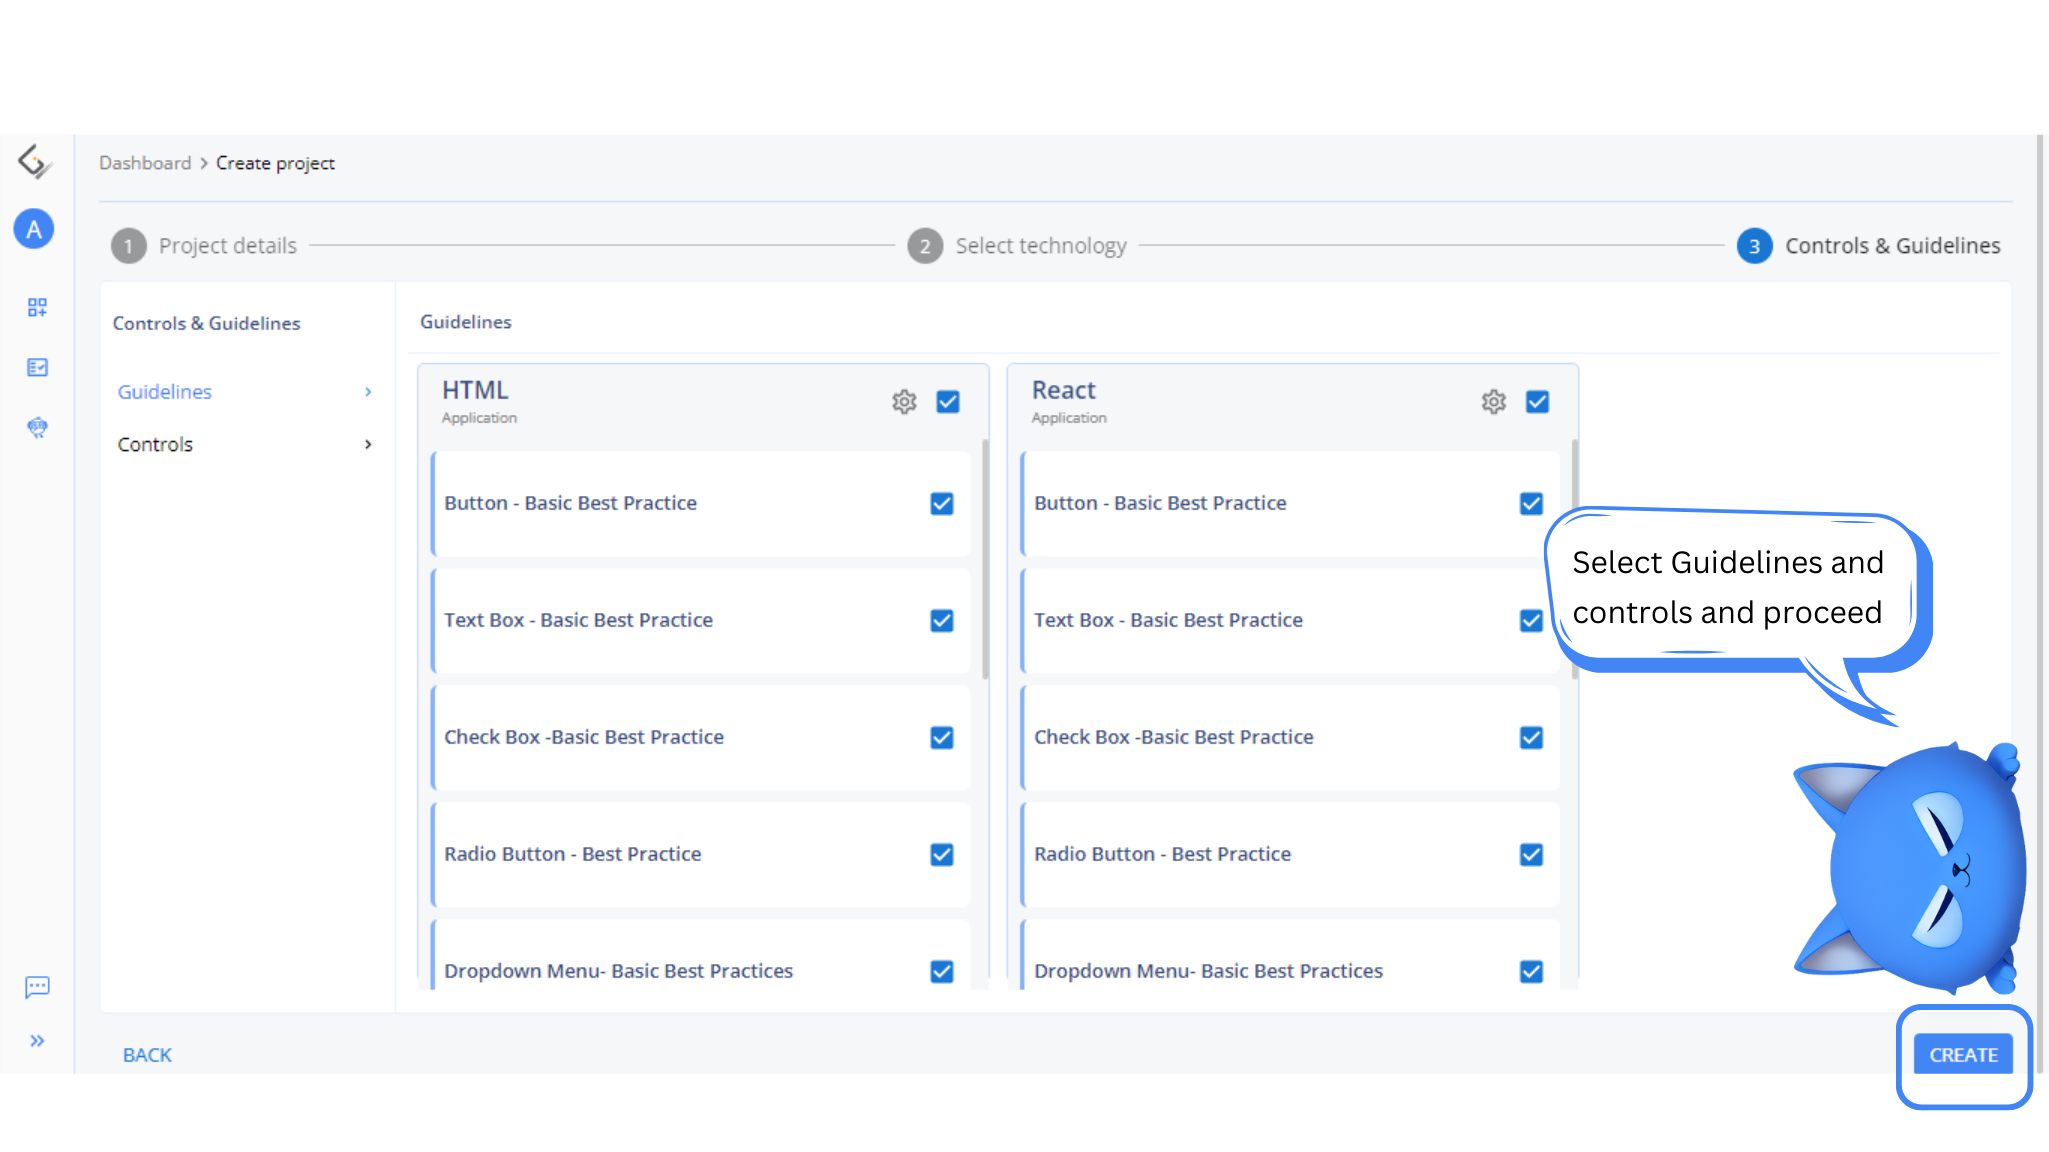 Dashboard > Create project
A
1 Project details
2 Select technology
3 Controls & Guidelines
Controls & Guidelines
Guidelines
Controls
Guidelines
HTML
Application
Button - Basic Best Practice
Text Box - Basic Best Practice
Check Box -Basic Best Practice
Radio Button - Best Practice
Dropdown Menu- Basic Best Practices
React
Application
Button - Basic Best Practice
Text Box - Basic Best Practice
Check Box -Basic Best Practice
Radio Button - Best Practice
Dropdown Menu- Basic Best Practices
Select Guidelines and
controls and proceed
BACK
CREATE